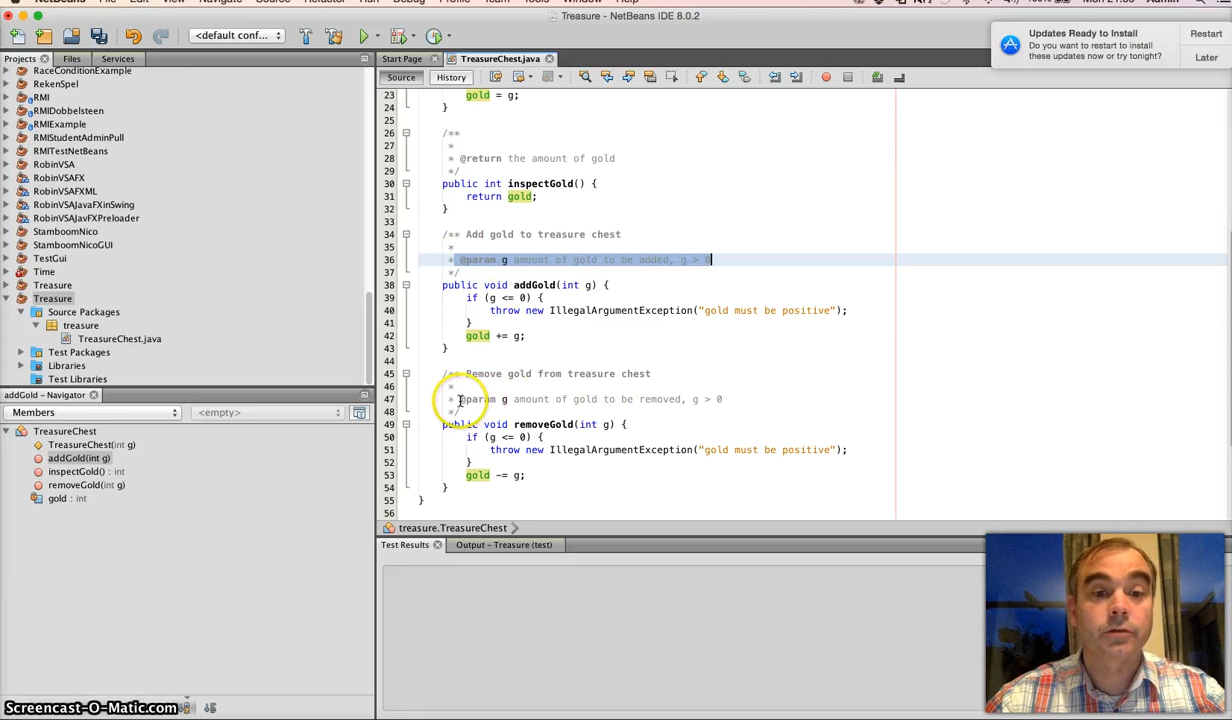 NetBeans File Edit View Navigate Source Refactor Run Debug Profile Team Tools Window Help
Mon 21:35 Admin
Treasure - NetBeans IDE 8.0.2
<default conf...
Updates Ready to Install
Do you want to restart to install
these updates now or try tonight?
Restart
Later
Projects
Files
Services
Start Page
TreasureChest.java
Source
History
RaceConditionExample
RekenSpel
RMI
RMIDobbelsteen
RMIExample
RMIStudentAdminPull
RMITestNetBeans
RobinVSA
RobinVSAFX
RobinVSAFXML
RobinVSAJavaFXinSwing
RobinVSAJavFXPreloader
StamboomNico
StamboomNicoGUI
TestGui
Time
Treasure
Source Packages
treasure
TreasureChest.java
Test Packages
Libraries
Test Libraries
addGold - Navigator
Members
<empty>
TreasureChest
TreasureChest(int g)
addGold(int g)
inspectGold() : int
removeGold(int g)
gold : int
23 gold = g;
24 }
25
26 /**
27 *
28 * @return the amount of gold
29 */
30 public int inspectGold() {
31 return gold;
32 }
33
34 /** Add gold to treasure chest
35 *
36 * @param g amount of gold to be added, g > 0
37 */
38 public void addGold(int g) {
39 if (g <= 0) {
40 throw new IllegalArgumentException("gold must be positive");
41 }
42 gold += g;
43 }
44
45 /** Remove gold from treasure chest
46 *
47 * @param g amount of gold to be removed, g > 0
48 */
49 public void removeGold(int g) {
50 if (g <= 0) {
51 throw new IllegalArgumentException("gold must be positive");
52 }
53 gold -= g;
54 }
55 }
56
treasure.TreasureChest
Test Results
Output - Treasure (test)
Screencast-O-Matic.com